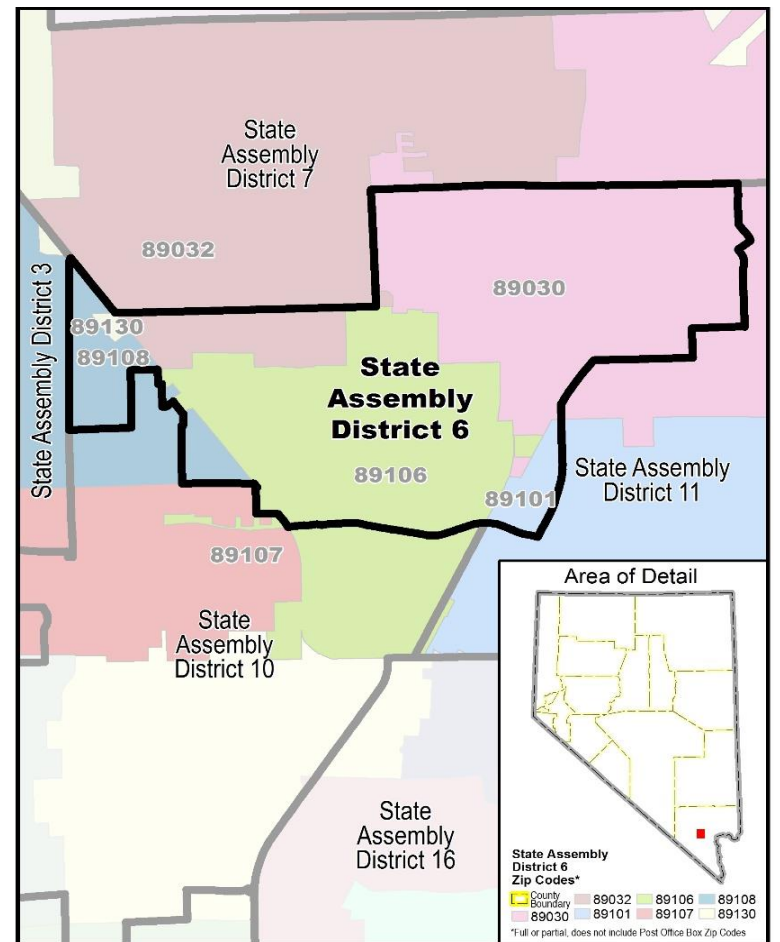 State
Assembly
District 7
89032
State Assembly District 3
89030
89130
89108
State
Assembly
District 6
89106
89101
State Assembly
District 11
89107
State
Assembly
District 10
State
Assembly
District 16
Area of Detail
State Assembly
District 6
Zip Codes*
County
Boundary
89032 89106 89108
89030 89101 89107 89130
*Full or partial, does not include Post Office Box Zip Codes